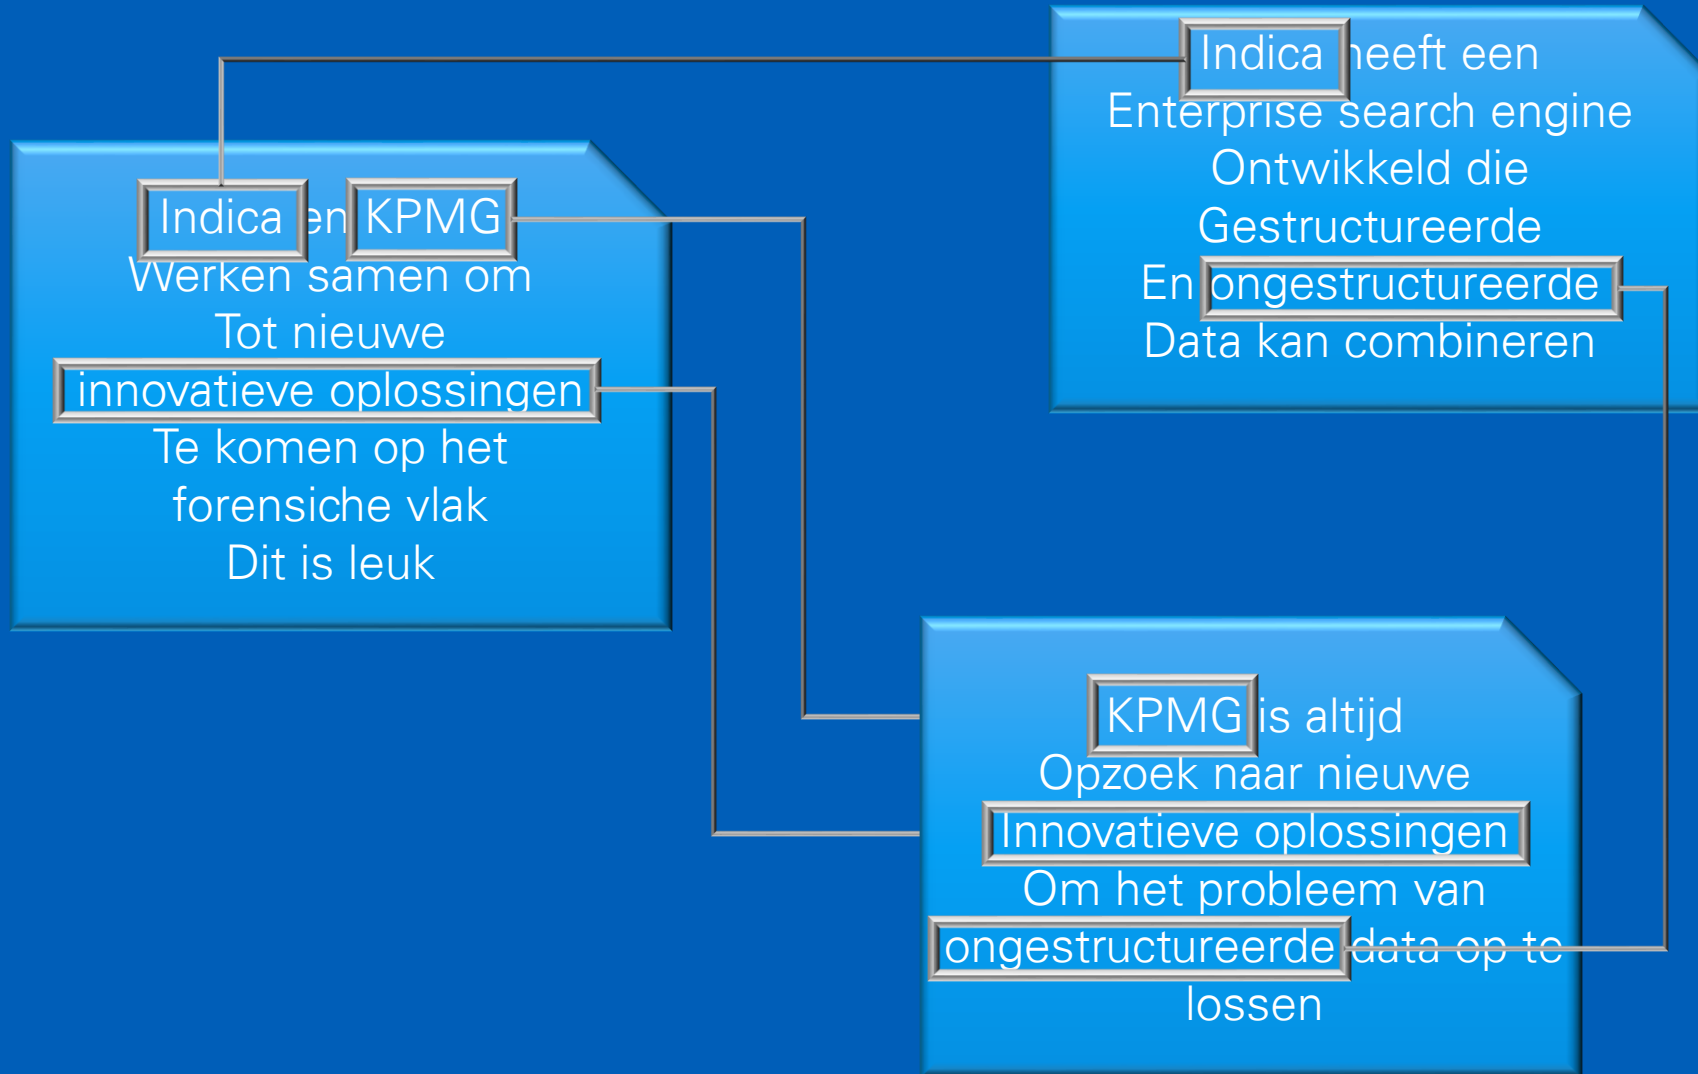 Indica en KPMG
Werken samen om
Tot nieuwe
innovatieve oplossingen
Te komen op het
forensiche vlak
Dit is leuk
Indica heeft een
Enterprise search engine
Ontwikkeld die
Gestructureerde
En ongestructureerde
Data kan combineren
KPMG is altijd
Opzoek naar nieuwe
Innovatieve oplossingen
Om het probleem van
ongestructureerde data op te
lossen